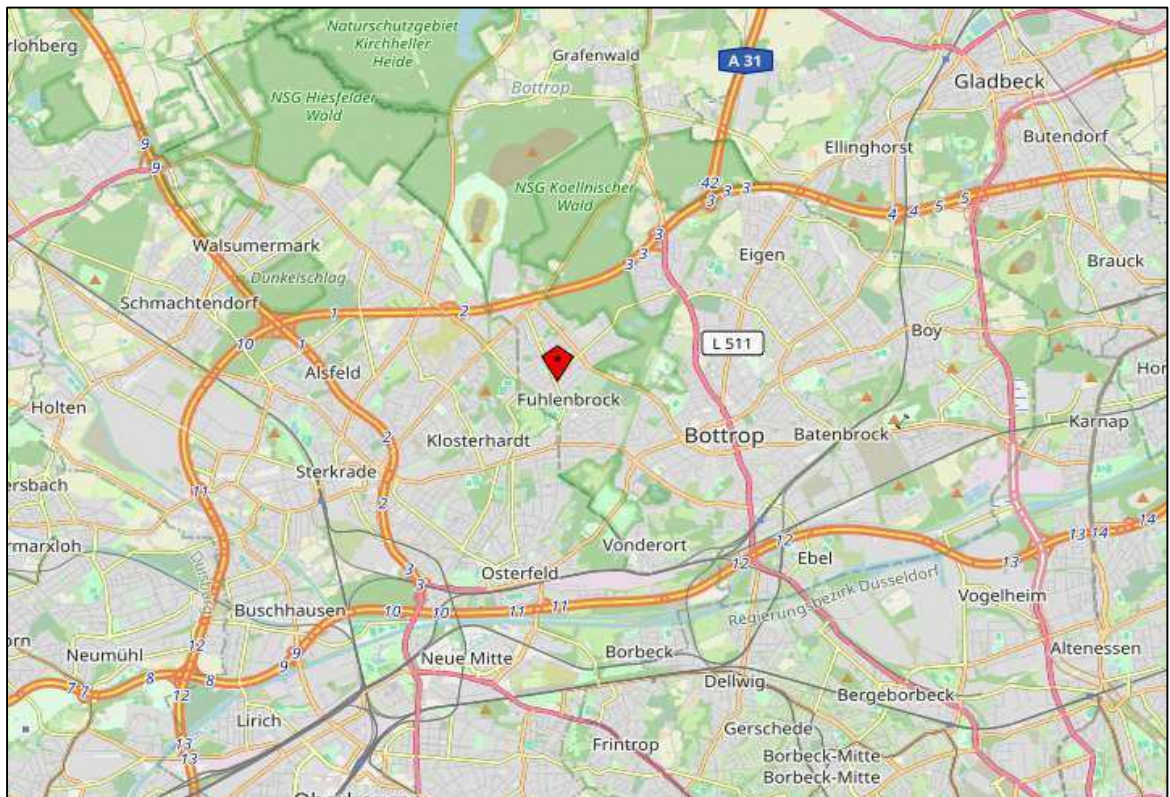 Naturschutzgebiet
Kirchheller
Heide
rlohberg
Grafenwald
A 31
Gladbeck
Bottrop
NSG Hiesfelder
Wald
Butendorf
9
9
Ellinghorst
42
3
3
3
NSG Koellnischer
Wald
4
4
5
5
Walsumermark
3
3
3
Eigen
Brauck
Dunkelschlag
Schmachtendorf
1
2
10
1
L 511
Boy
Alsfeld
Hor
Fuhlenbrock
Holten
Karnap
2
Klosterhardt
Bottrop
Batenbrock
Sterkrade
ersbach
11
2
14
13
14
rmarxloh
Vonderort
12
12
Ebel
13
3
3
Osterfeld
Duisburg
Regierungsbezirk Düsseldorf
Buschhausen
10
10
11
11
Vogelheim
orn
Neumühl
12
9
9
Neue Mitte
Borbeck
Altenessen
7
7
8
8
12
Dellwig
Bergeborbeck
Lirich
13
13
Gerschede
Frintrop
Borbeck-Mitte
Borbeck-Mitte